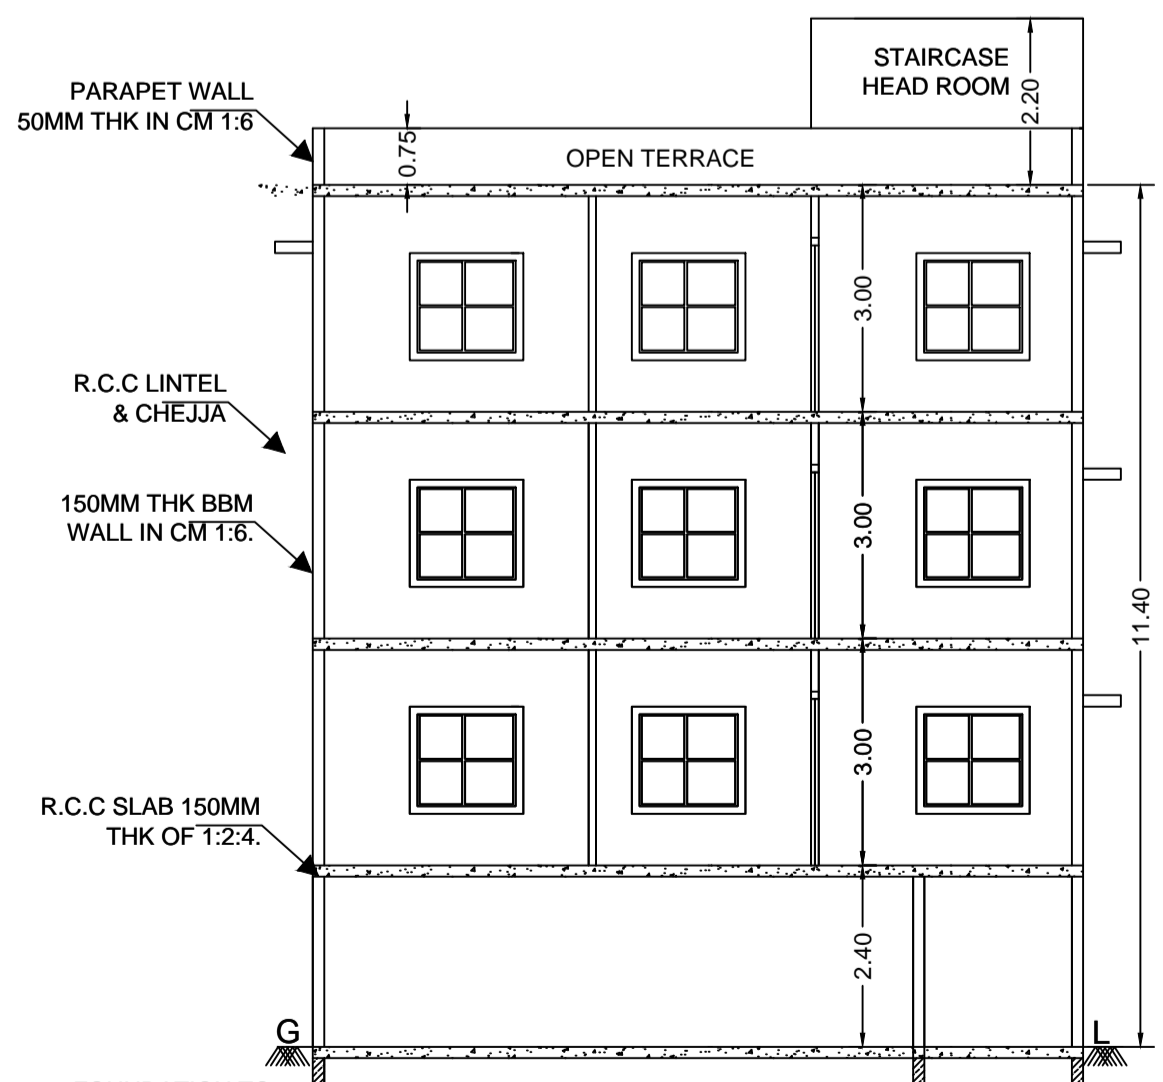 STAIRCASE
HEAD ROOM
2.20
PARAPET WALL
50MM THK IN CM 1:6
0.75
OPEN TERRACE
3.00
R.C.C LINTEL
& CHEJJA
150MM THK BBM
WALL IN CM 1:6.
3.00
11.40
3.00
R.C.C SLAB 150MM
THK OF 1:2:4.
2.40
G
L